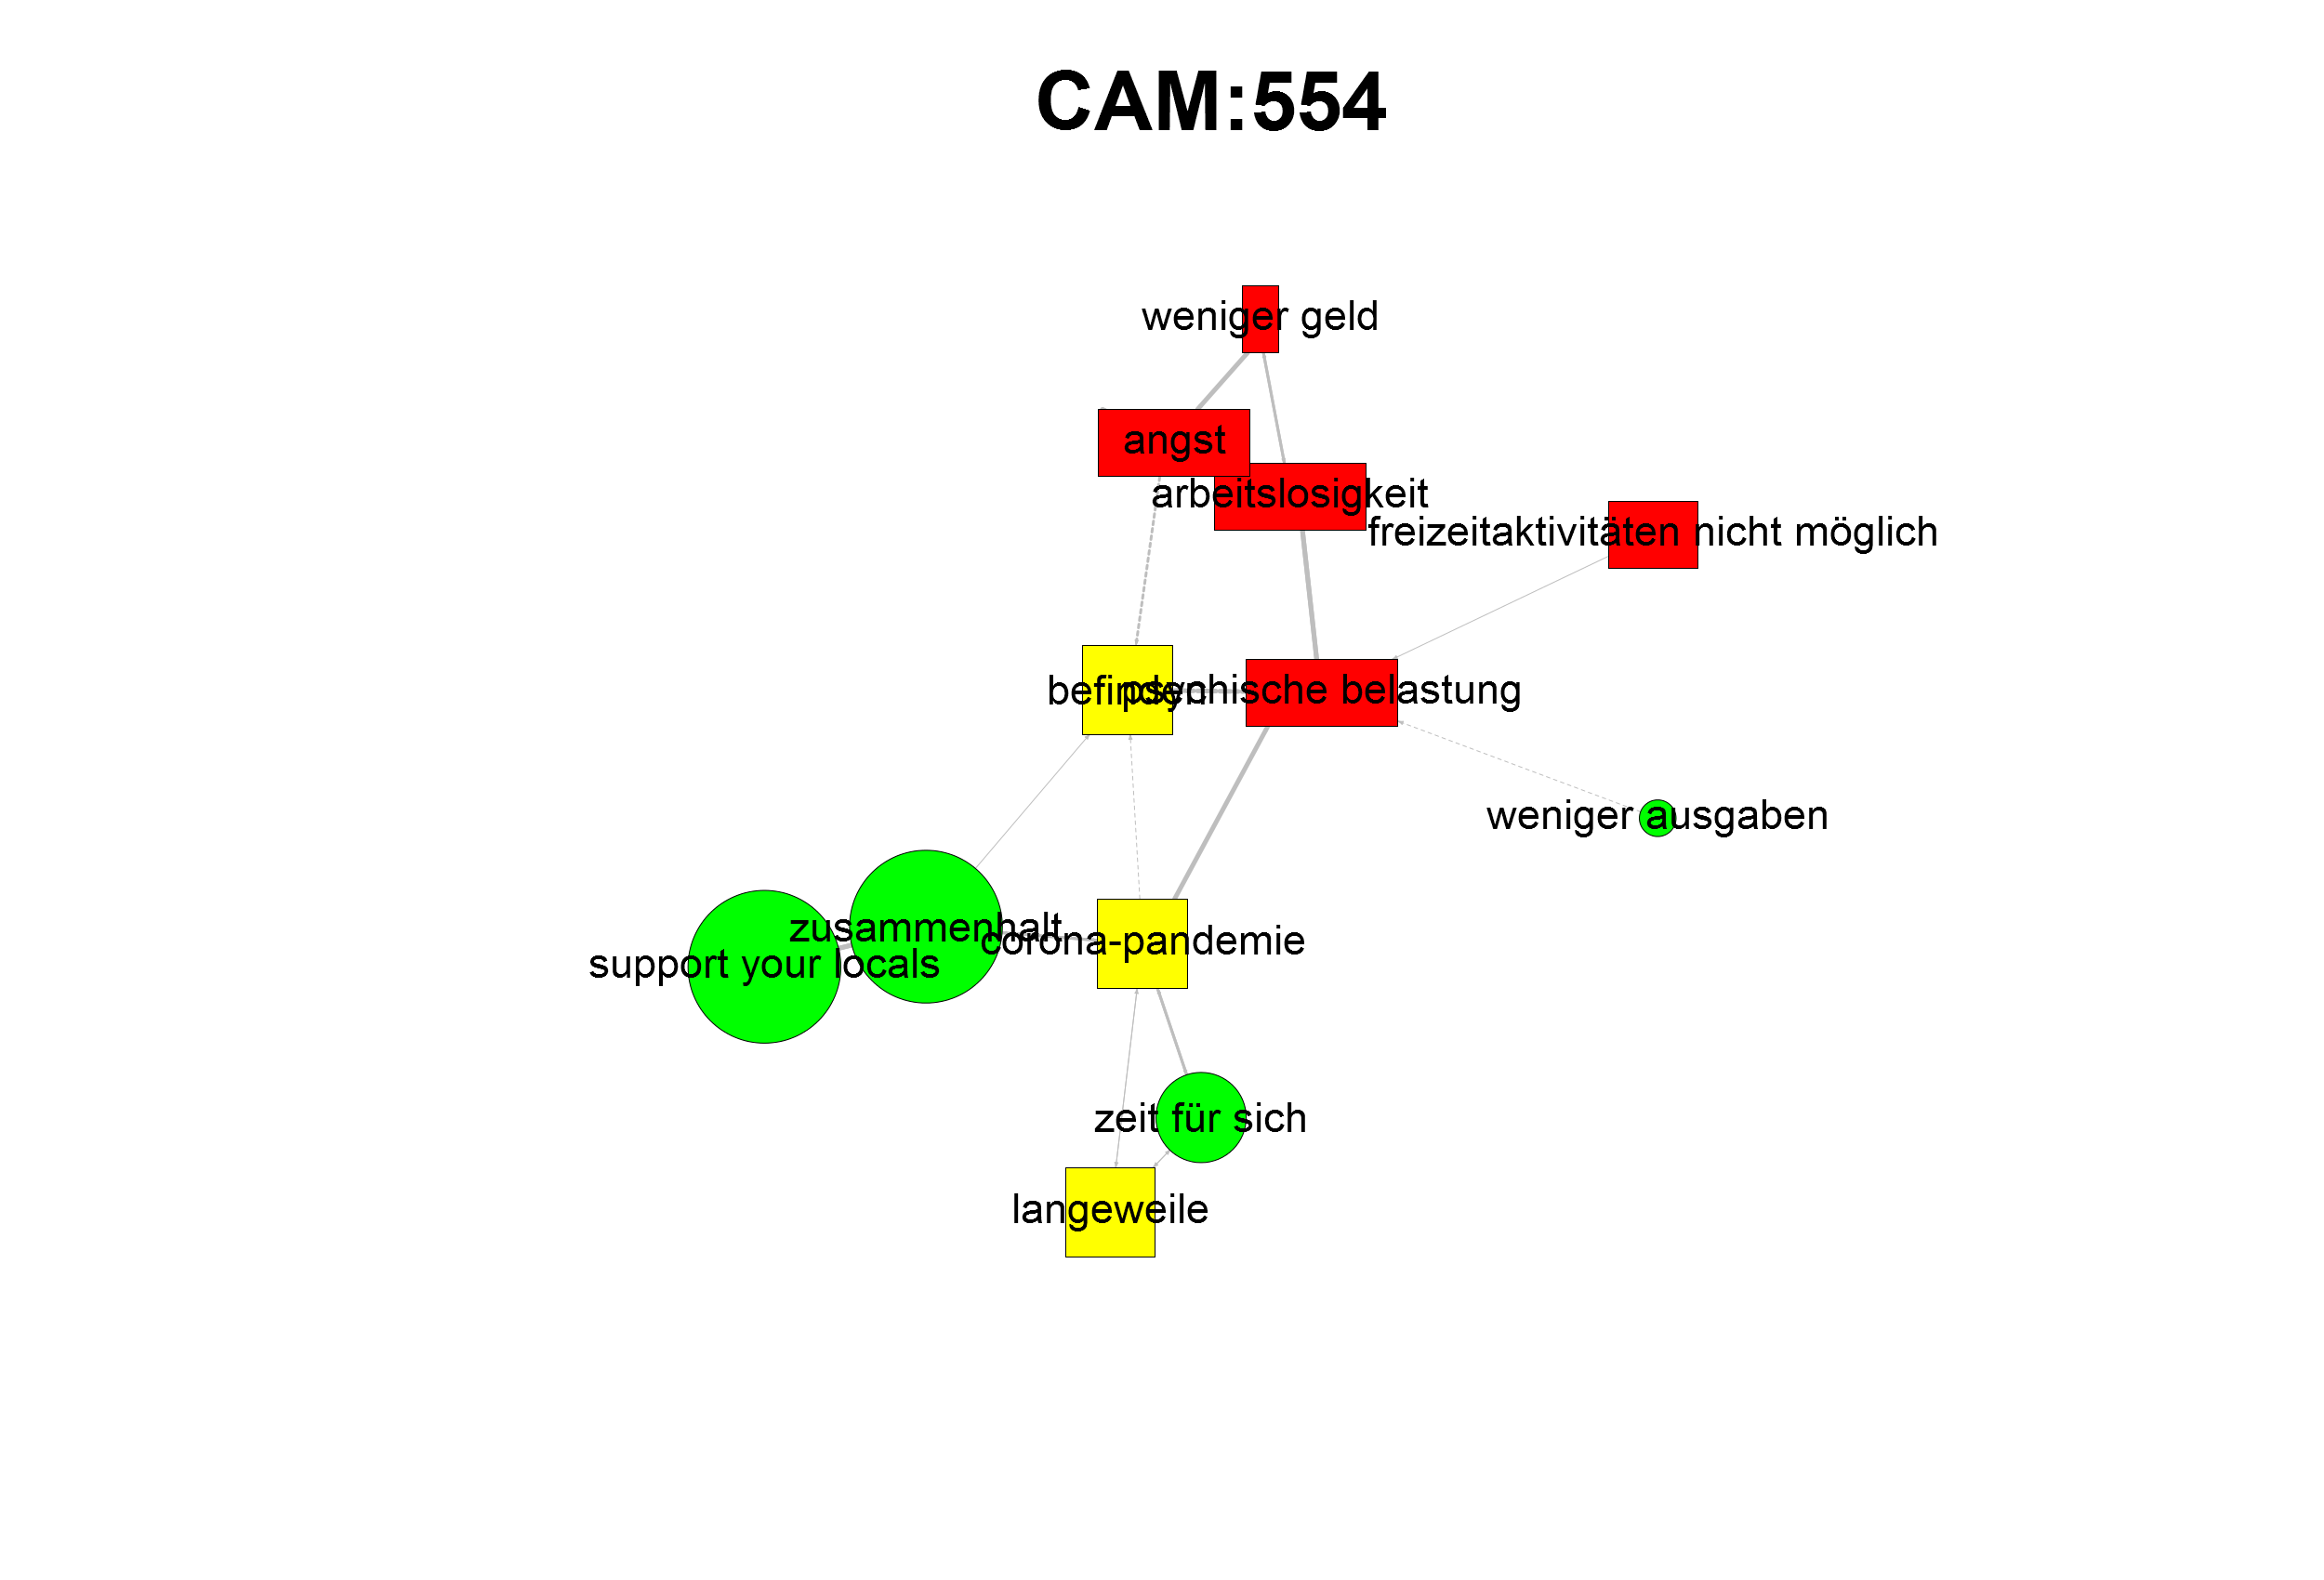 CAM:554
weniger geld
angst
arbeitslosigkeit
freizeitaktivitäten nicht möglich
befinden
psychische belastung
weniger ausgaben
zusammenhalt
corona-pandemie
support your locals
zeit für sich
langeweile